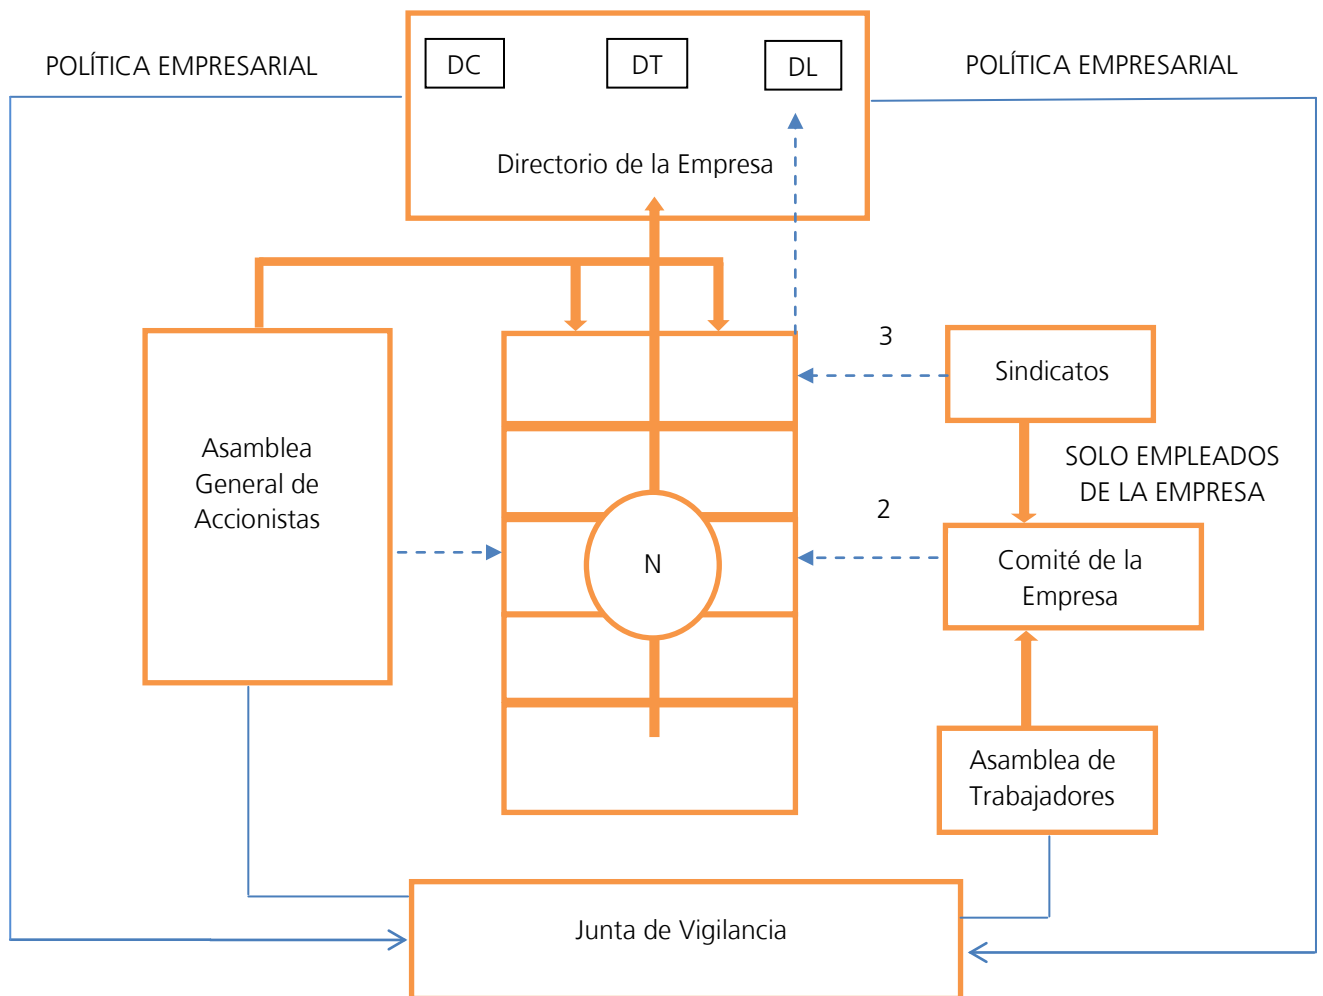 DC
DT
DL
POLÍTICA EMPRESARIAL
POLÍTICA EMPRESARIAL
Directorio de la Empresa
3
Sindicatos
Asamblea
General de
Accionistas
SOLO EMPLEADOS
DE LA EMPRESA
2
N
Comité de la
Empresa
Asamblea de
Trabajadores
Junta de Vigilancia